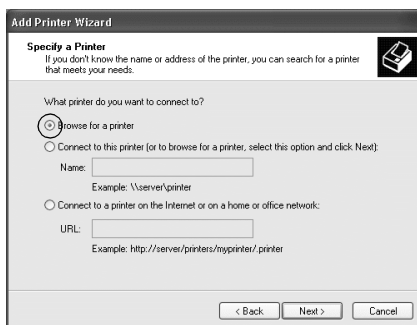 Add Printer Wizard
Specify a Printer
If you don't know the name or address of the printer, you can search for a printer
that meets your needs.
What printer do you want to connect to?
Browse for a printer
Connect to this printer (or to browse for a printer, select this option and click Next):
Name:
Example: \\server\printer
Connect to a printer on the Internet or on a home or office network:
URL:
Example: http://server/printers/myprinter/.printer
< Back Next > Cancel